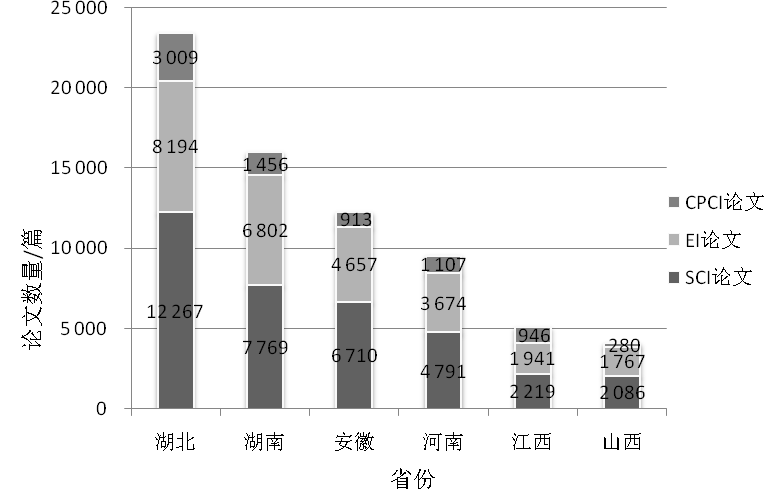 25 000
20 000
15 000
10 000
5 000
0
论文数量/篇
3 009
8 194
12 267
1 456
6 802
7 769
913
4 657
6 710
1 107
3 674
4 791
946
1 941
2 219
280
1 767
2 086
湖北
湖南
安徽
河南
江西
山西
省份
CPCI论文
EI论文
SCI论文